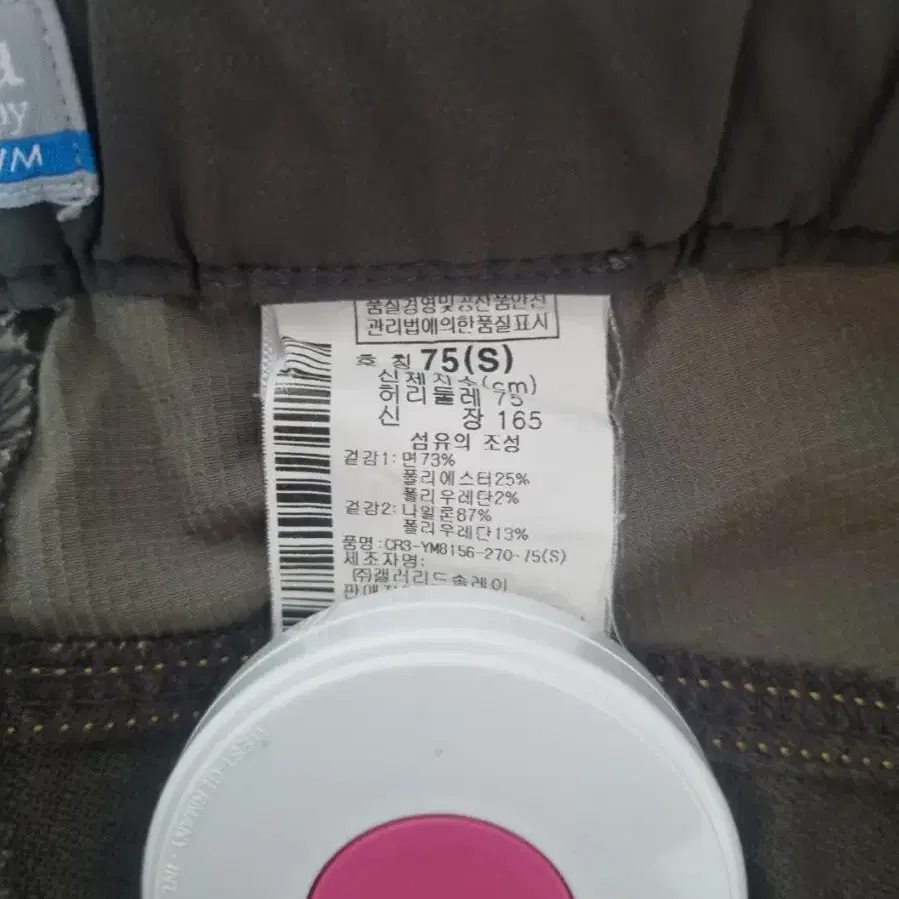 /M
품질경영및공산품안전
관리법에의한품질표시
호 칭 75(S)
신체치수(cm)
허리둘레 75
신 장 165
섬유의 조성
겉감1: 면73%
폴리에스터25%
폴리우레탄2%
겉감2: 나일론87%
폴리우레탄13%
품명: CR3-YM8156-270-75(S)
제조자명:
(주)갤러리드솔레이
판매